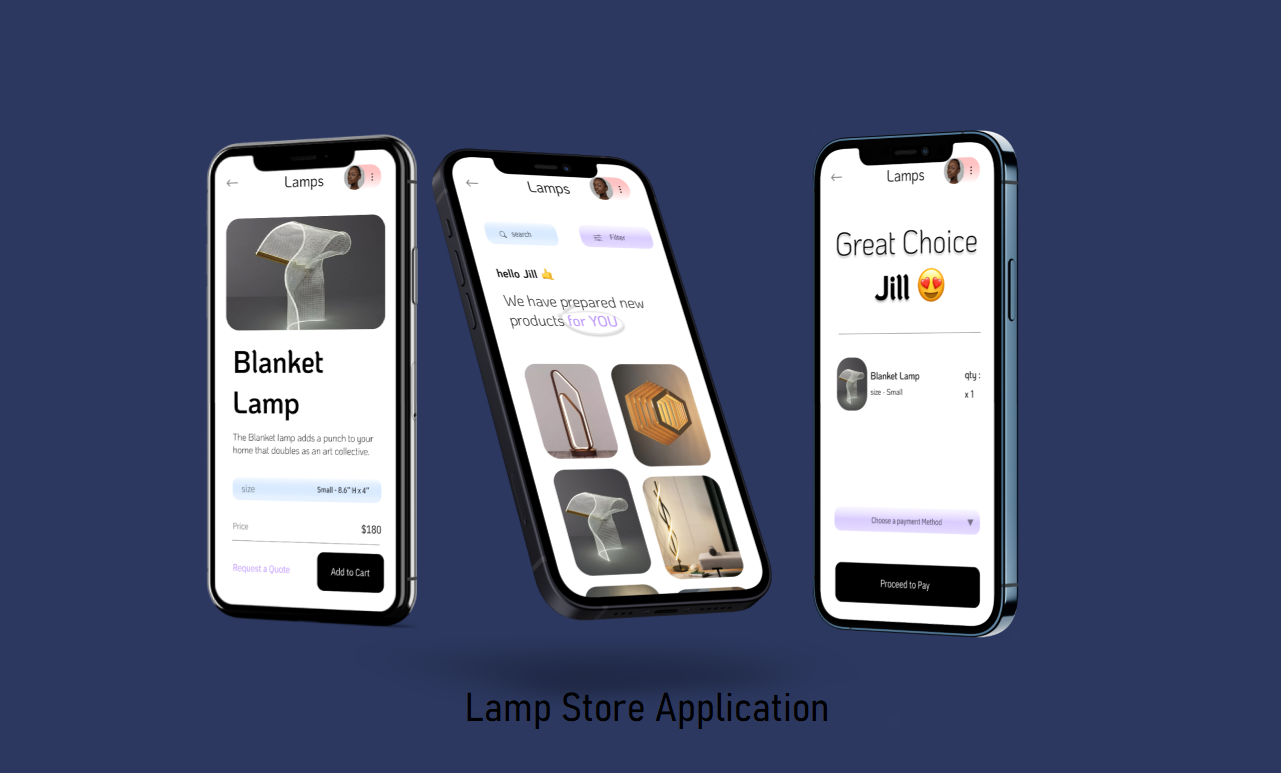 Lamps
Blanket
Lamp
The Blanket lamp adds a punch to your
home that doubles as an art collective.
size Small - 8.6" H x 4"
Price $180
Request a Quote Add to Cart
Lamps
search Filter
hello Jill 🤙
We have prepared new
products for YOU
Lamps
Great Choice
Jill 😍
Blanket Lamp qty :
size - Small x 1
Choose a payment Method
Proceed to Pay
Lamp Store Application